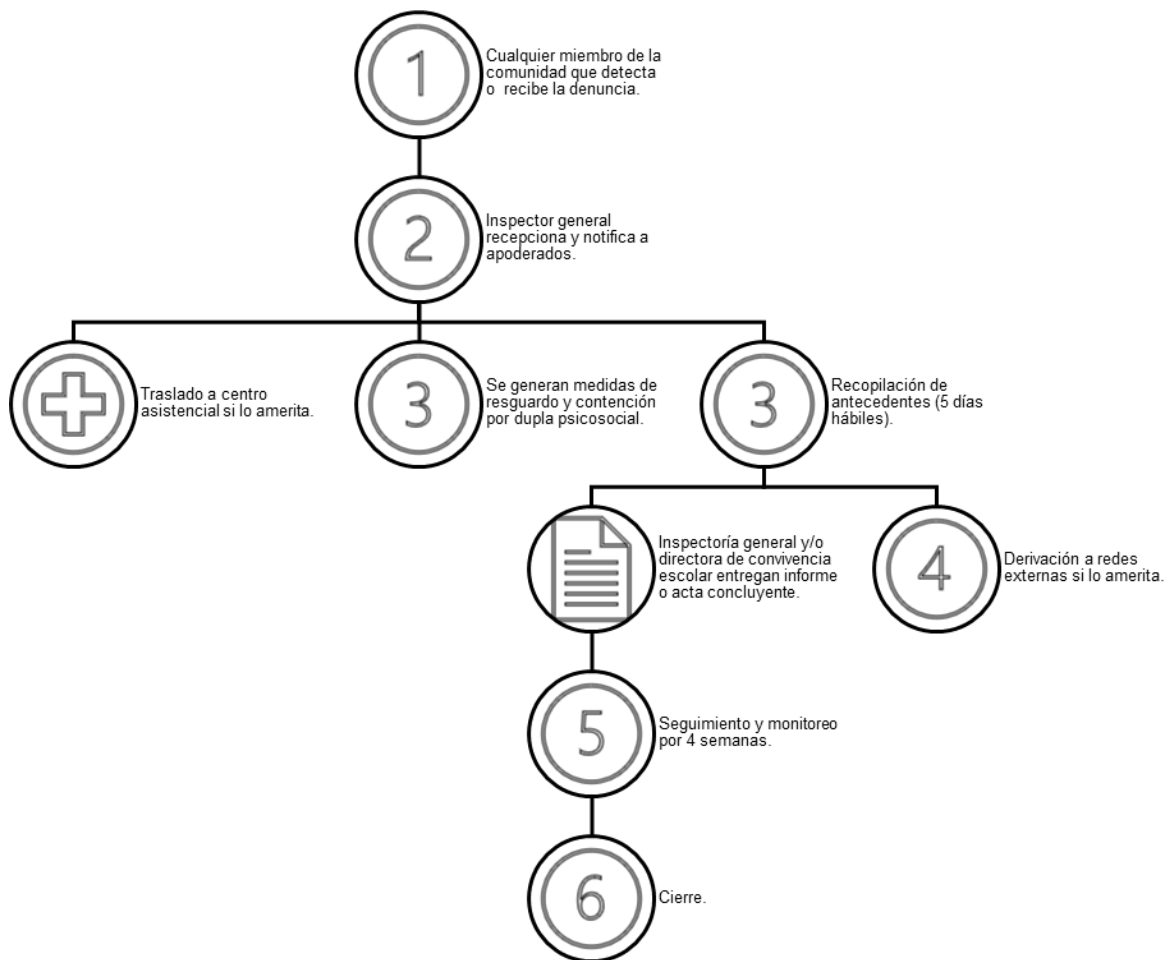 1
Cualquier miembro de la
comunidad que detecta
o  recibe la denuncia.
2
Inspector general
recepciona y notifica a
apoderados.
Traslado a centro
asistencial si lo amerita.
3
Se generan medidas de
resguardo y contención
por dupla psicosocial.
3
Recopilación de
antecedentes (5 días
hábiles).
Inspectoría general y/o
directora de convivencia
escolar entregan informe
o acta concluyente.
4
Derivación a redes
externas si lo amerita.
5
Seguimiento y monitoreo
por 4 semanas.
6
Cierre.